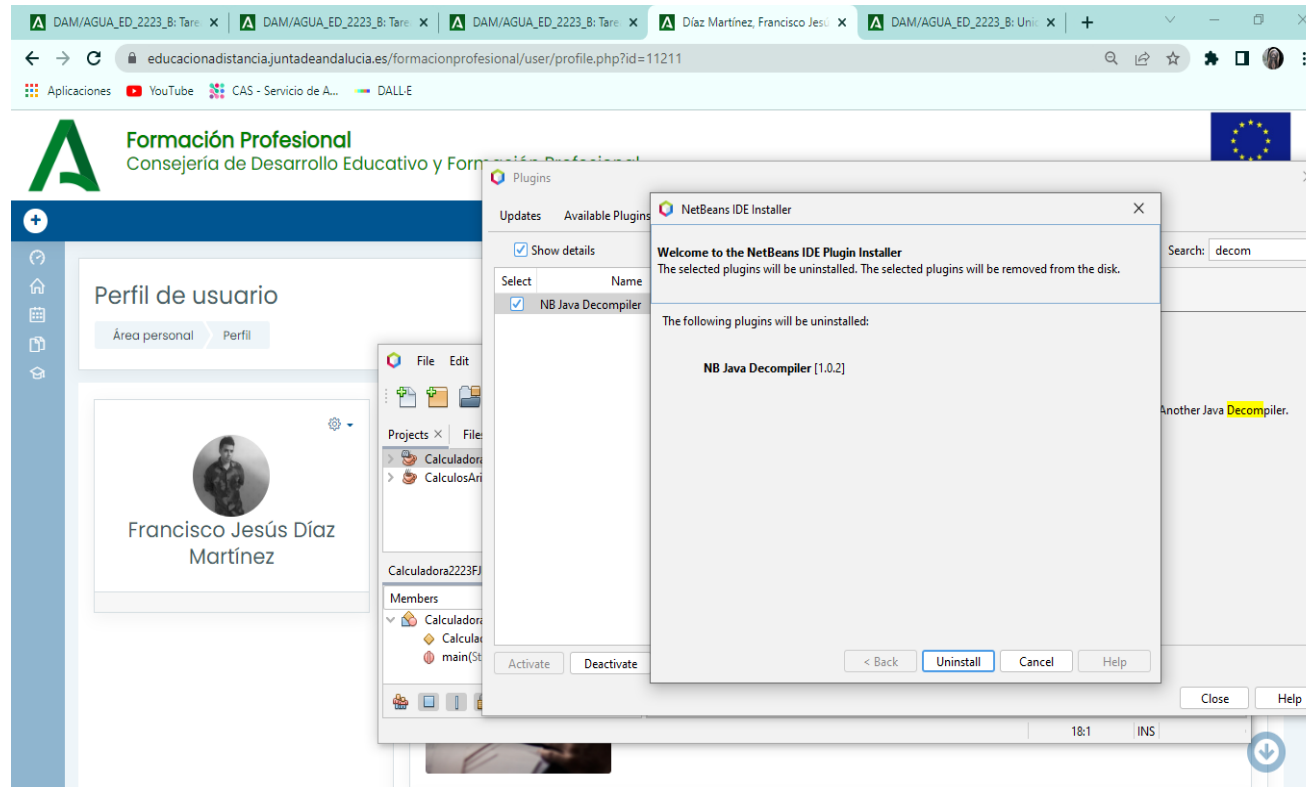 DAM/AGUA_ED_2223_B: Tare
DAM/AGUA_ED_2223_B: Tare
DAM/AGUA_ED_2223_B: Tare
Díaz Martínez, Francisco Jesú
DAM/AGUA_ED_2223_B: Unid
educacionadistancia.juntadeandalucia.es/formacionprofesional/user/profile.php?id=11211
Aplicaciones YouTube CAS - Servicio de A... DALL·E
Formación Profesional
Consejería de Desarrollo Educativo y Formación Profesional
Plugins
Updates Available Plugins
NetBeans IDE Installer
Show details
Search: decom
Welcome to the NetBeans IDE Plugin Installer
The selected plugins will be uninstalled. The selected plugins will be removed from the disk.
Select Name
NB Java Decompiler
The following plugins will be uninstalled:
NB Java Decompiler [1.0.2]
Another Java Decompiler.
Perfil de usuario
Área personal Perfil
File Edit
Projects Files
Calculadora
CalculosAri
Francisco Jesús Díaz
Martínez
Calculadora2223FJ
Members
Calculadora
Calculad
main(St
Activate Deactivate
< Back Uninstall Cancel Help
Close Help
18:1 INS